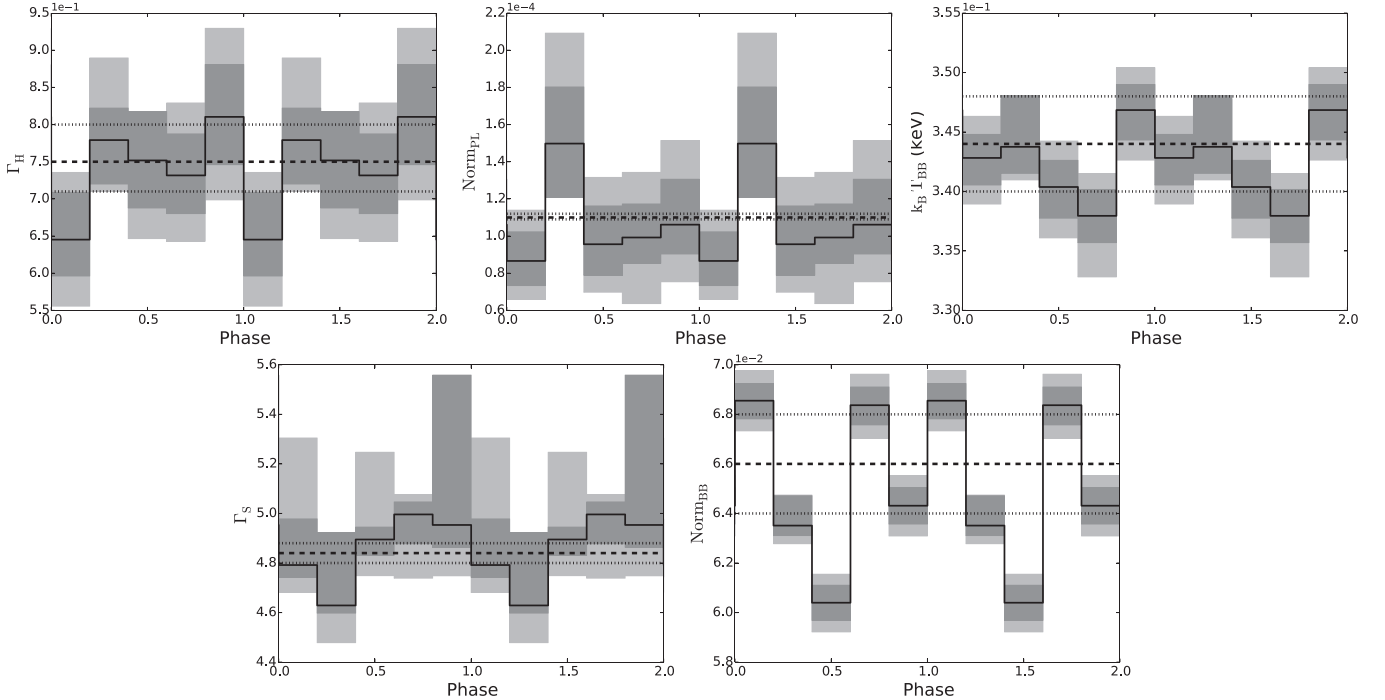 1e−1
9.5
9.0
8.5
8.0
7.5
7.0
6.5
6.0
5.5
Γ_H
0.0 0.5 1.0 1.5 2.0
Phase
1e−4
2.2
2.0
1.8
1.6
1.4
1.2
1.0
0.8
0.6
Norm_PL
0.0 0.5 1.0 1.5 2.0
Phase
1e−1
3.55
3.50
3.45
3.40
3.35
3.30
k_B T_BB (keV)
0.0 0.5 1.0 1.5 2.0
Phase
5.6
5.4
5.2
5.0
4.8
4.6
4.4
Γ_S
0.0 0.5 1.0 1.5 2.0
Phase
1e−2
7.0
6.8
6.6
6.4
6.2
6.0
5.8
Norm_BB
0.0 0.5 1.0 1.5 2.0
Phase